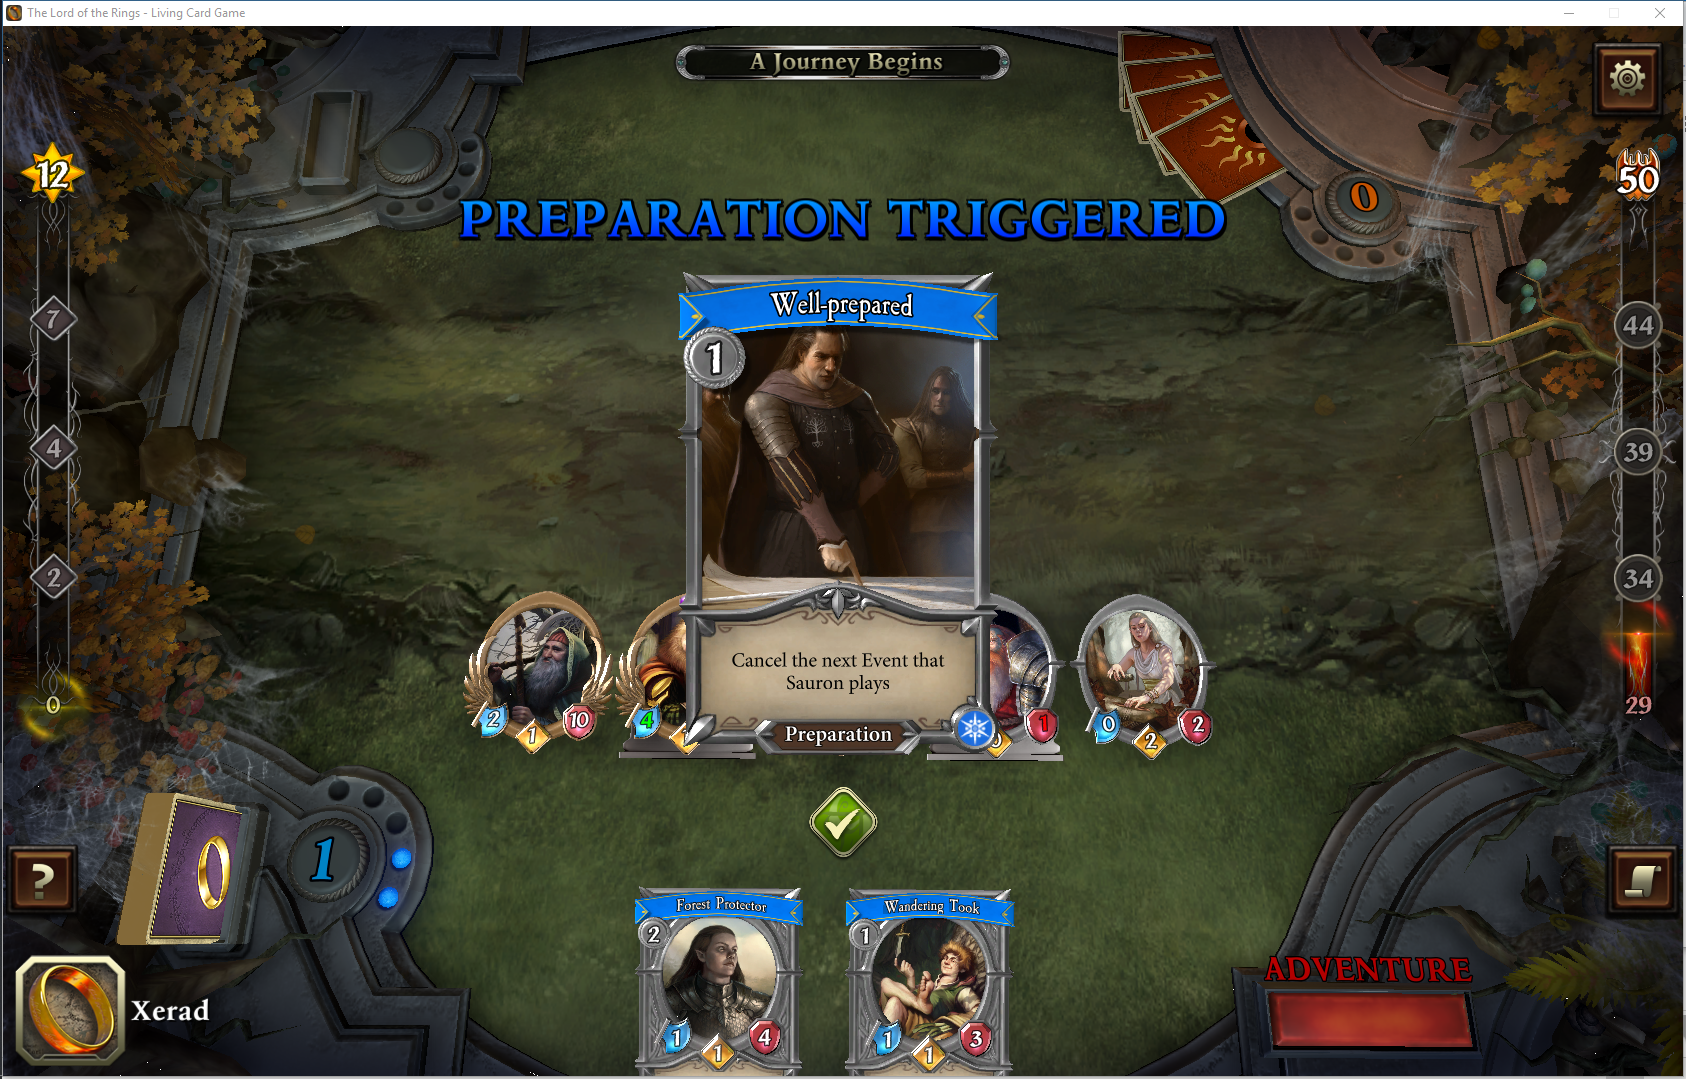 The Lord of the Rings - Living Card Game
A Journey Begins
12
50
0
PREPARATION TRIGGERED
Well-prepared
1
7
44
4
39
2
34
Cancel the next Event that
Sauron plays
Preparation
0
29
2
1
10
4
1
0
2
2
1
?
Forest Protector
2
1
1
4
Wandering Took
1
1
1
3
ADVENTURE
Xerad